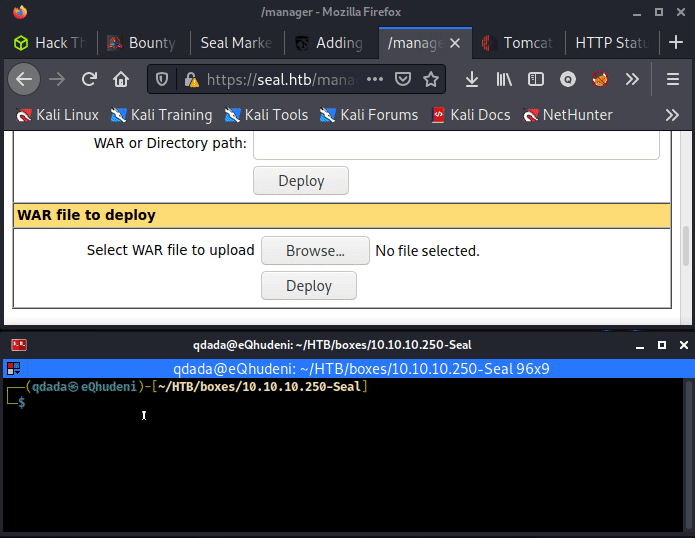 /manager - Mozilla Firefox
Hack Th
Bounty
Seal Marke
Adding
/manage
Tomcat
HTTP Statu
https://seal.htb/mana
Kali Linux
Kali Training
Kali Tools
Kali Forums
Kali Docs
NetHunter
WAR or Directory path:
Deploy
WAR file to deploy
Select WAR file to upload Browse... No file selected.
Deploy
qdada@eQhudeni: ~/HTB/boxes/10.10.10.250-Seal
qdada@eQhudeni: ~/HTB/boxes/10.10.10.250-Seal 96x9
┌──(qdada㉿eQhudeni)-[~/HTB/boxes/10.10.10.250-Seal]
└─$